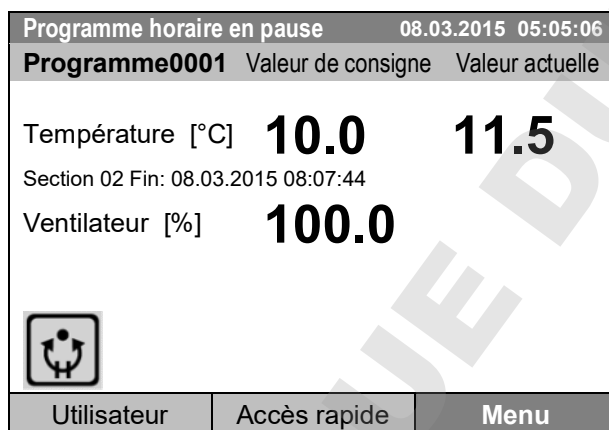 Programme horaire en pause 08.03.2015 05:05:06
Programme0001 Valeur de consigne Valeur actuelle
Température [°C] 10.0 11.5
Section 02 Fin: 08.03.2015 08:07:44
Ventilateur [%] 100.0
Utilisateur Accès rapide Menu